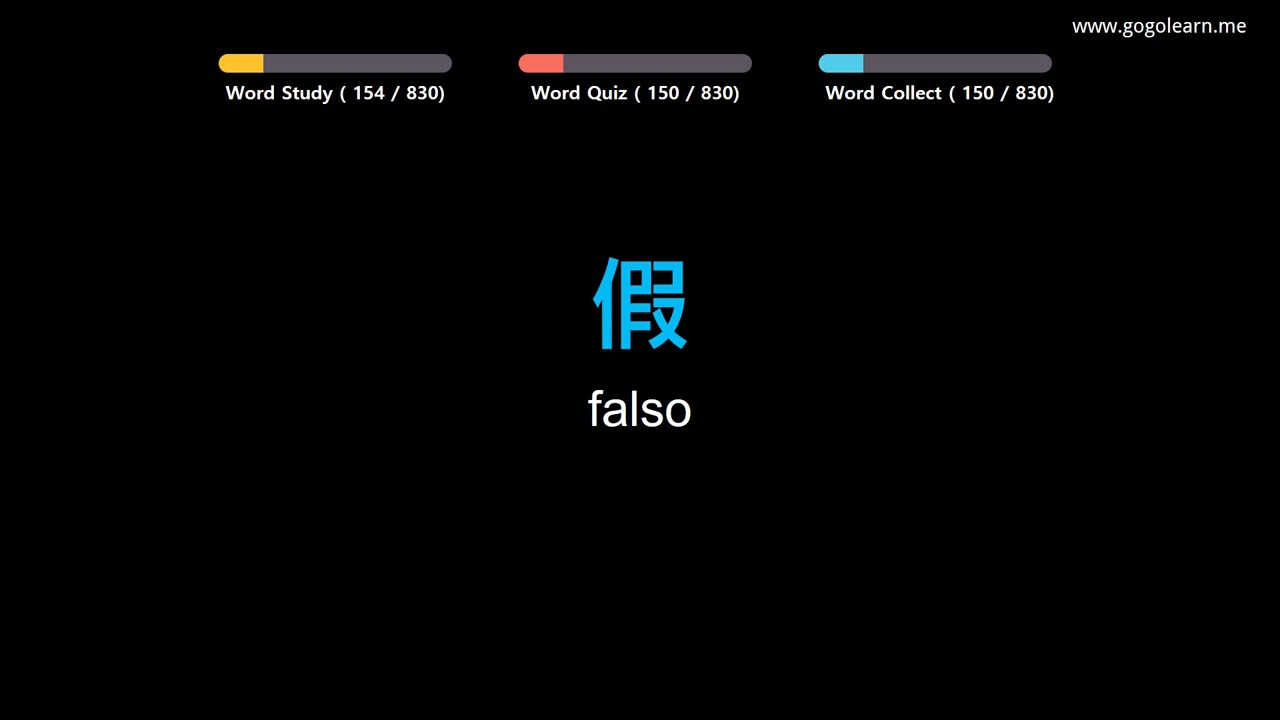 www.gogolearn.me
Word Study ( 154 / 830)
Word Quiz ( 150 / 830)
Word Collect ( 150 / 830)
假
falso